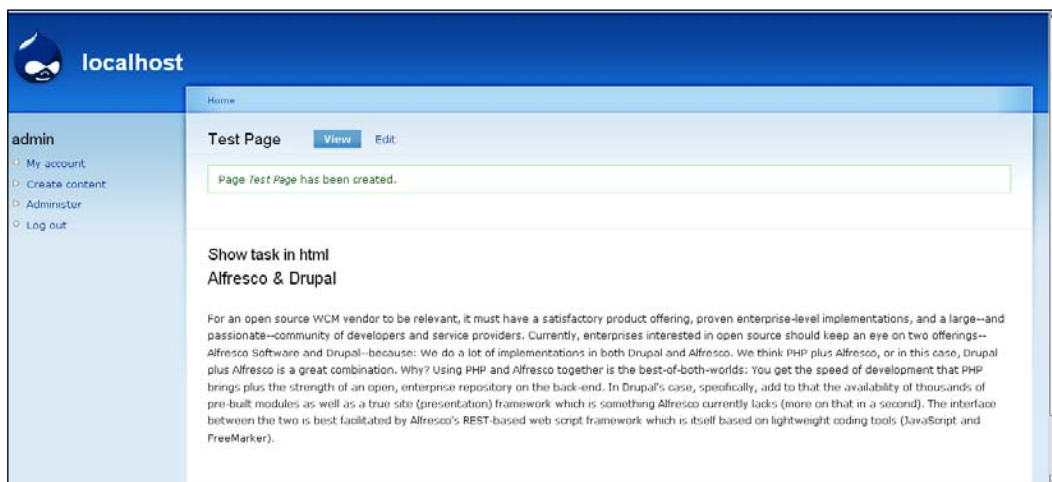 localhost
Home
admin
My account
Create content
Administer
Log out
Test Page
View
Edit
Page Test Page has been created.
Show task in html
Alfresco & Drupal
For an open source WCM vendor to be relevant, it must have a satisfactory product offering, proven enterprise-level implementations, and a large--and
passionate--community of developers and service providers. Currently, enterprises interested in open source should keep an eye on two offerings--
Alfresco Software and Drupal--because: We do a lot of implementations in both Drupal and Alfresco. We think PHP plus Alfresco, or in this case, Drupal
plus Alfresco is a great combination. Why? Using PHP and Alfresco together is the best-of-both-worlds: You get the speed of development that PHP
brings plus the strength of an open, enterprise repository on the back-end. In Drupal's case, specifically, add to that the availability of thousands of
pre-built modules as well as a true site (presentation) framework which is something Alfresco currently lacks (more on that in a second). The interface
between the two is best facilitated by Alfresco's REST-based web script framework which is itself based on lightweight coding tools (JavaScript and
FreeMarker).